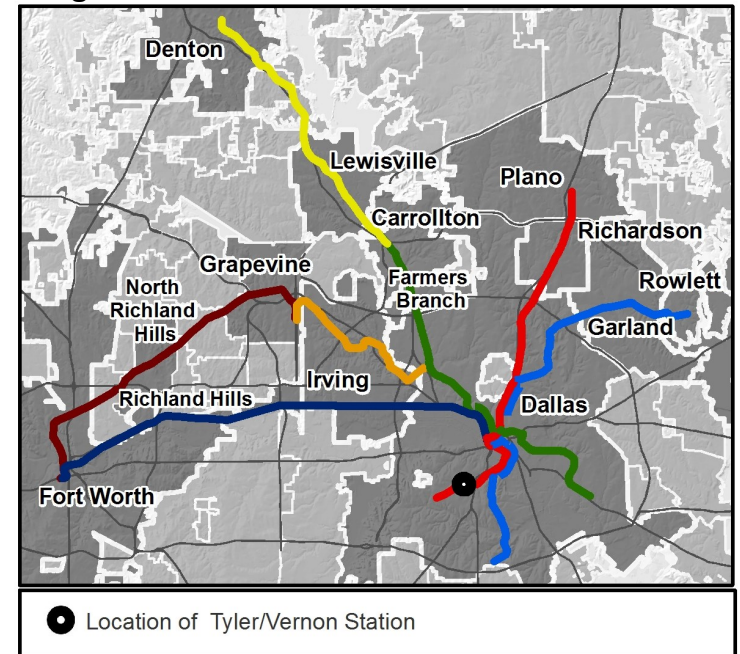 Denton
Lewisville
Plano
Carrollton
Richardson
Grapevine
Farmers
Branch
Rowlett
North
Richland
Hills
Garland
Irving
Richland Hills
Dallas
Fort Worth
Location of Tyler/Vernon Station